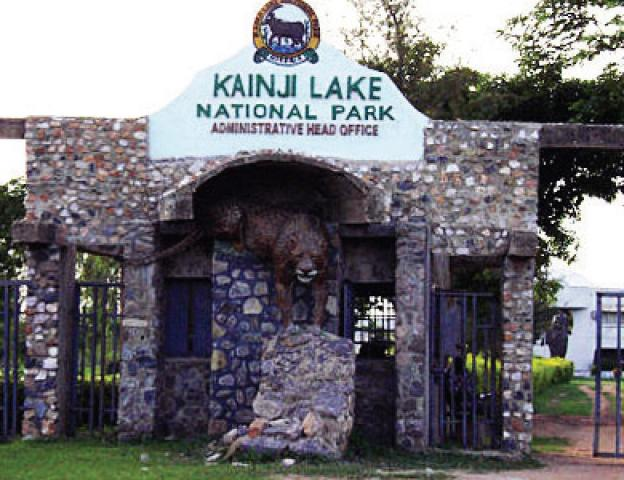 KAINJI LAKE
NATIONAL PARK
ADMINISTRATIVE HEAD OFFICE